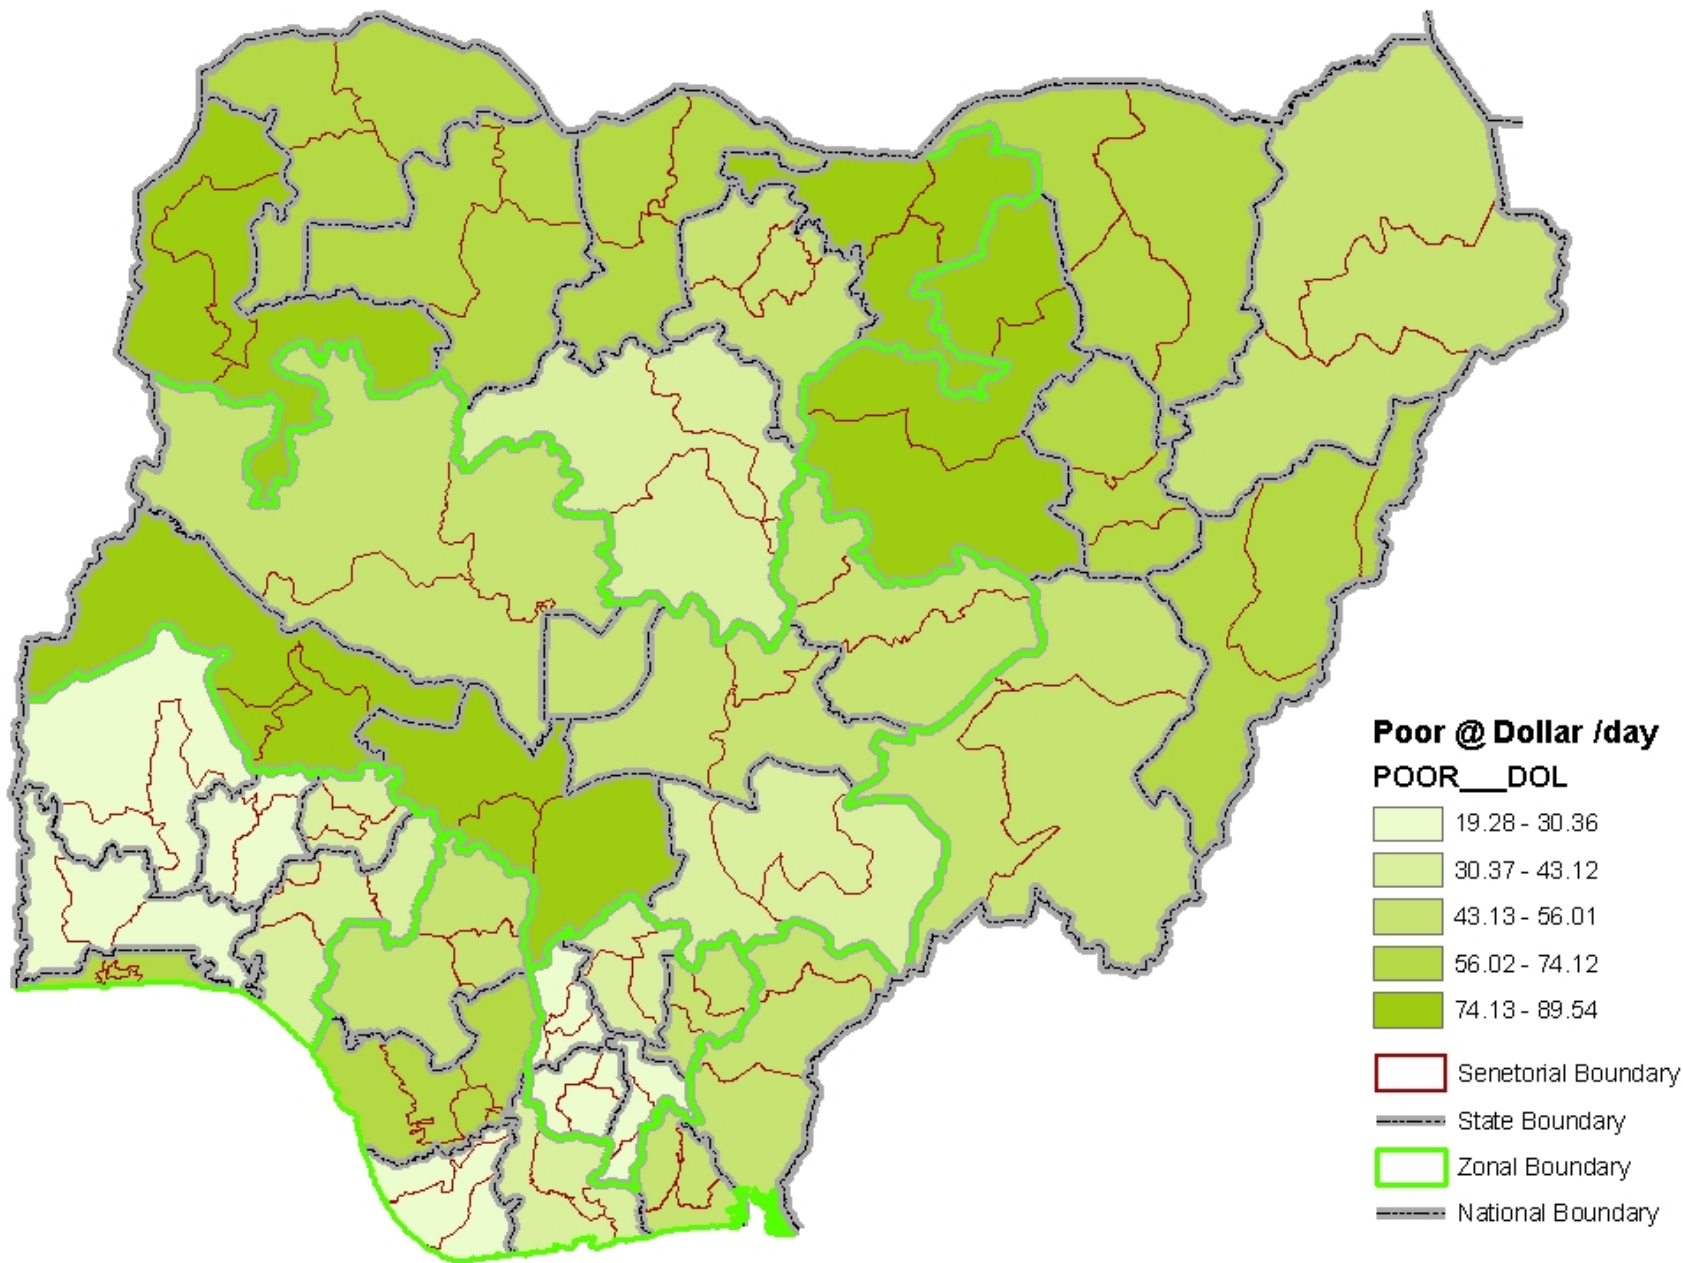 Poor @ Dollar /day
POOR___DOL
19.28 - 30.36
30.37 - 43.12
43.13 - 56.01
56.02 - 74.12
74.13 - 89.54
Senetorial Boundary
State Boundary
Zonal Boundary
National Boundary